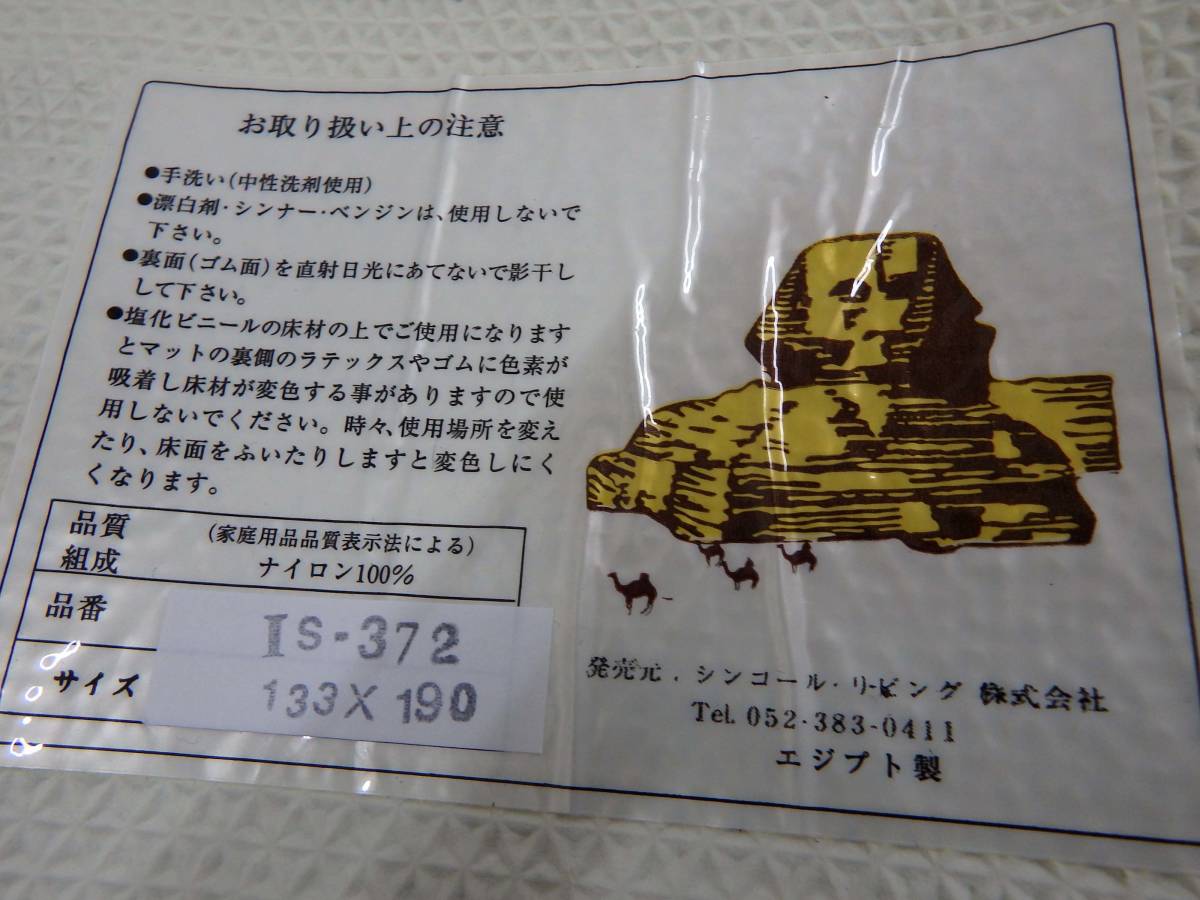 お取り扱い上の注意
●手洗い(中性洗剤使用)
●漂白剤・シンナー・ベンジンは、使用しないで
下さい。
●裏面(ゴム面)を直射日光にあてないで影干し
して下さい。
●塩化ビニールの床材の上でご使用になります
とマットの裏側のラテックスやゴムに色素が
吸着し床材が変色する事がありますので使
用しないでください。時々、使用場所を変え
たり、床面をふいたりしますと変色しにく
くなります。
品質
組成
(家庭用品品質表示法による)
ナイロン100%
品番 IS-372
サイズ 133×190
発売元.シンコール・リビング 株式会社
Tel. 052-383-0411
エジプト製